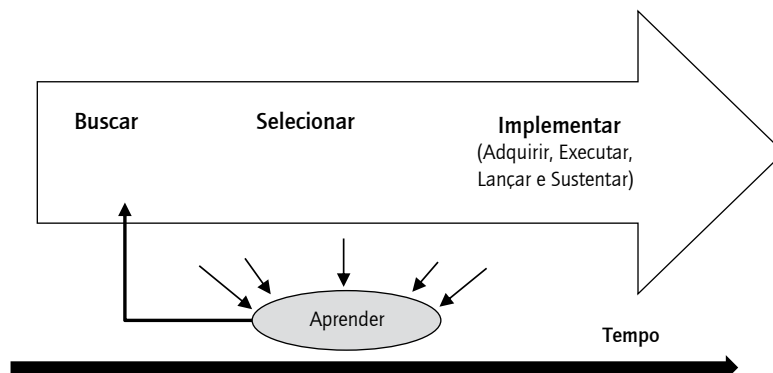 Buscar
Selecionar
Implementar
(Adquirir, Executar,
Lançar e Sustentar)
Aprender
Tempo